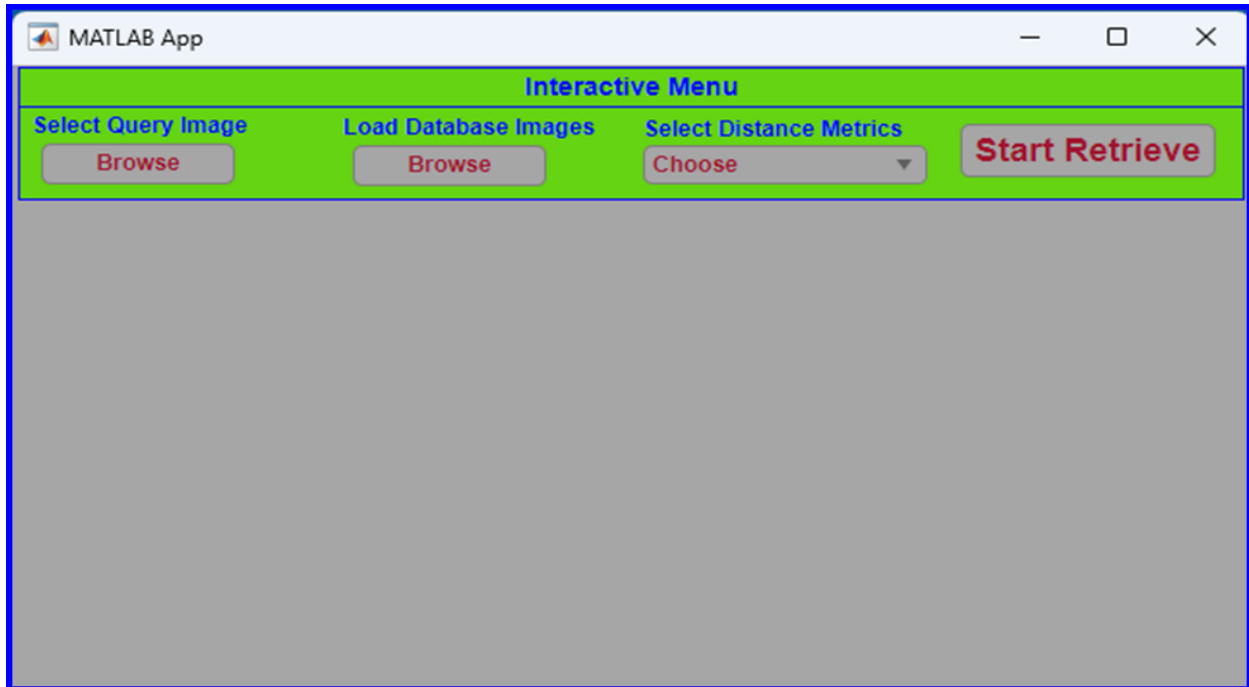 MATLAB App
Interactive Menu
Select Query Image
Load Database Images
Select Distance Metrics
Start Retrieve
Browse
Browse
Choose